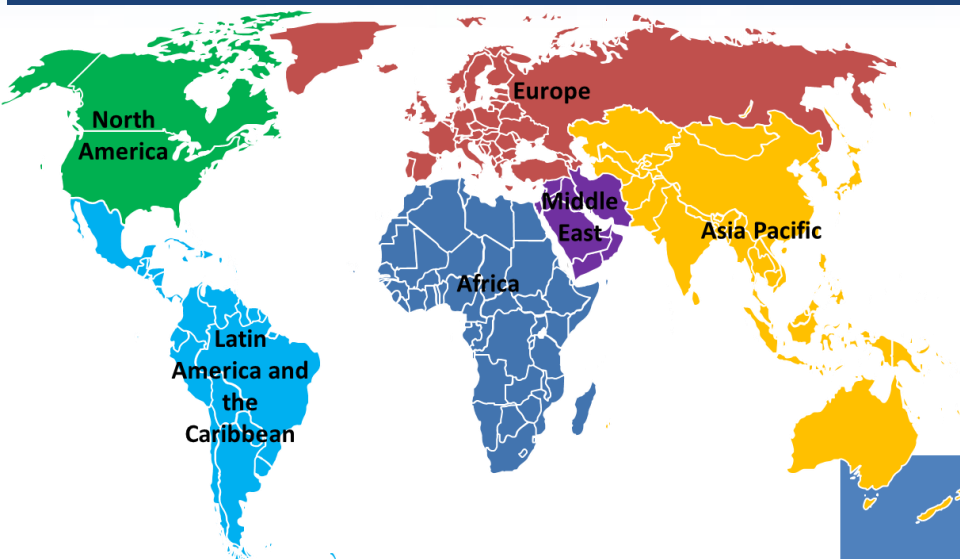 North
America
Europe
Middle
East
Asia Pacific
Africa
Latin
America and
the
Caribbean